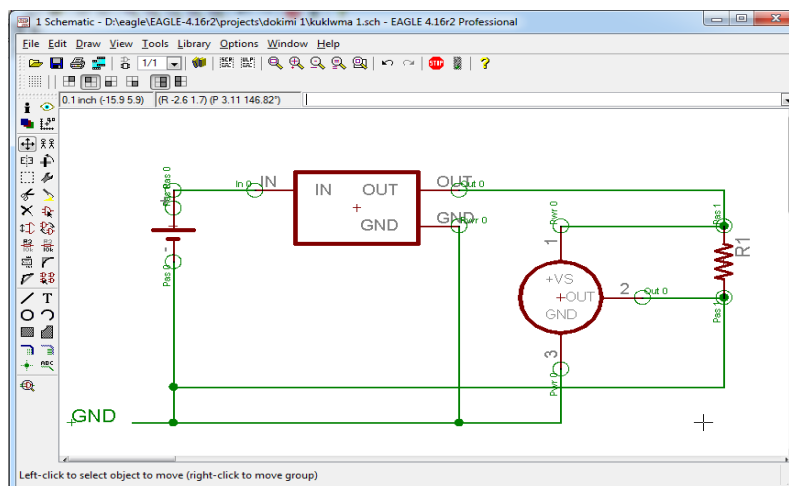 1 Schematic - D:\eagle\EAGLE-4.16r2\projects\dokimi 1\kuklwma 1.sch - EAGLE 4.16r2 Professional
File Edit Draw View Tools Library Options Window Help
1/1 SCR ULP STOP ?
0.1 inch (-15.9 5.9) (R -2.6 1.7) (P 3.11 146.82°)
Pas 0
In 0 IN
IN OUT
GND
OUT
Out 0
GND
Pwr 0
Pas 0
-
Pwr 0
1
+VS
OUT
GND
2
Out 0
3
Pwr 0
Pas 1
R1
Pas 1
GND
T
ABC
Left-click to select object to move (right-click to move group)